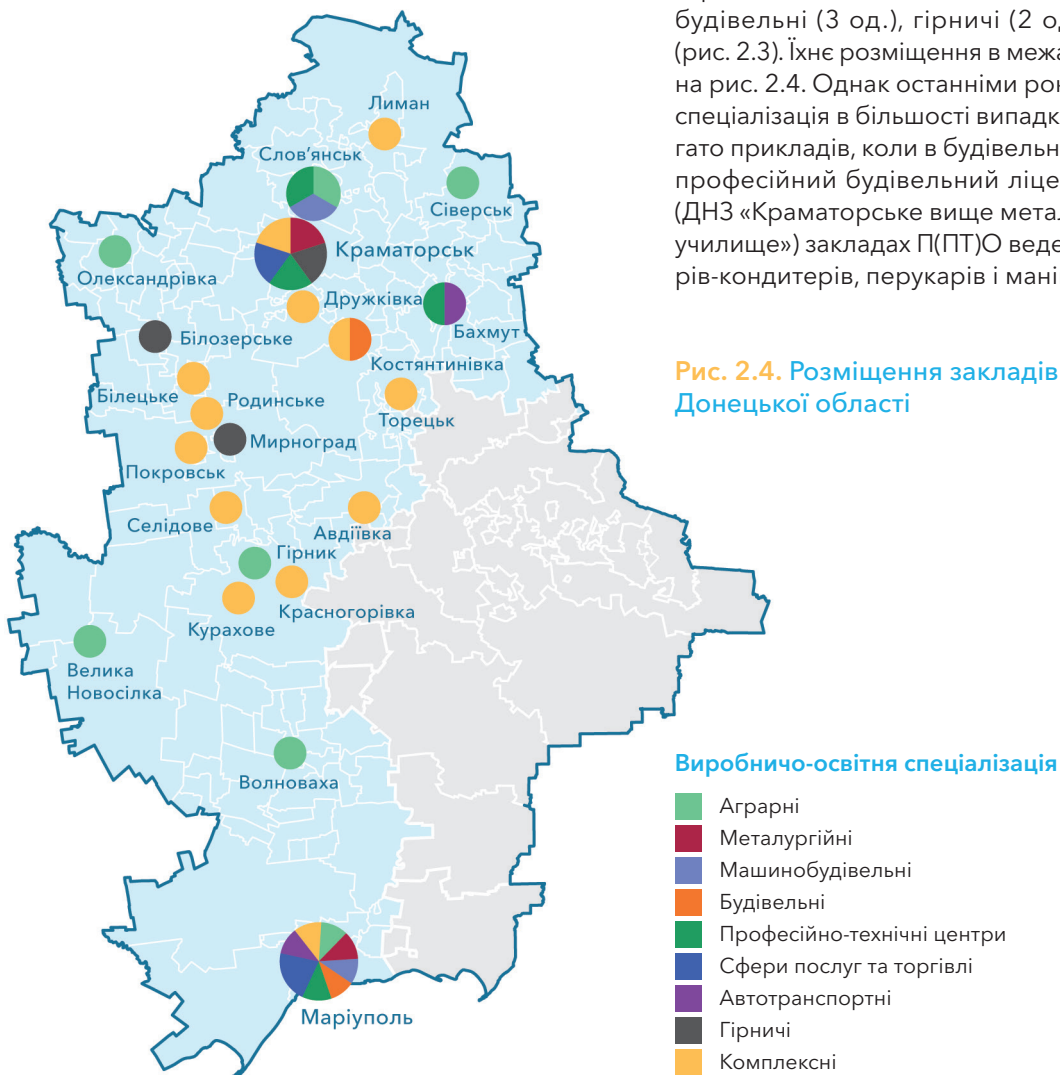 будівельні (3 од.), гірничі (2 о
(рис. 2.3). Їхнє розміщення в межа
на рис. 2.4. Однак останніми рок
спеціалізація в більшості випадк
гато прикладів, коли в будівельн
професійний будівельний ліце
(ДНЗ «Краматорське вище метал
училище») закладах П(ПТ)О веде
рів-кондитерів, перукарів і мані
Лиман
Слов’янськ
Сіверськ
Краматорськ
Олександрівка
Дружківка
Бахмут
Білозерське
Костянтинівка
Білецьке
Родинське
Торецьк
Мирноград
Покровськ
Селідове
Авдіївка
Гірник
Красногорівка
Курахове
Велика
Новосілка
Волноваха
Маріуполь
Рис. 2.4. Розміщення закладів
Донецької області
Виробничо-освітня спеціалізація
Аграрні
Металургійні
Машинобудівельні
Будівельні
Професійно-технічні центри
Сфери послуг та торгівлі
Автотранспортні
Гірничі
Комплексні